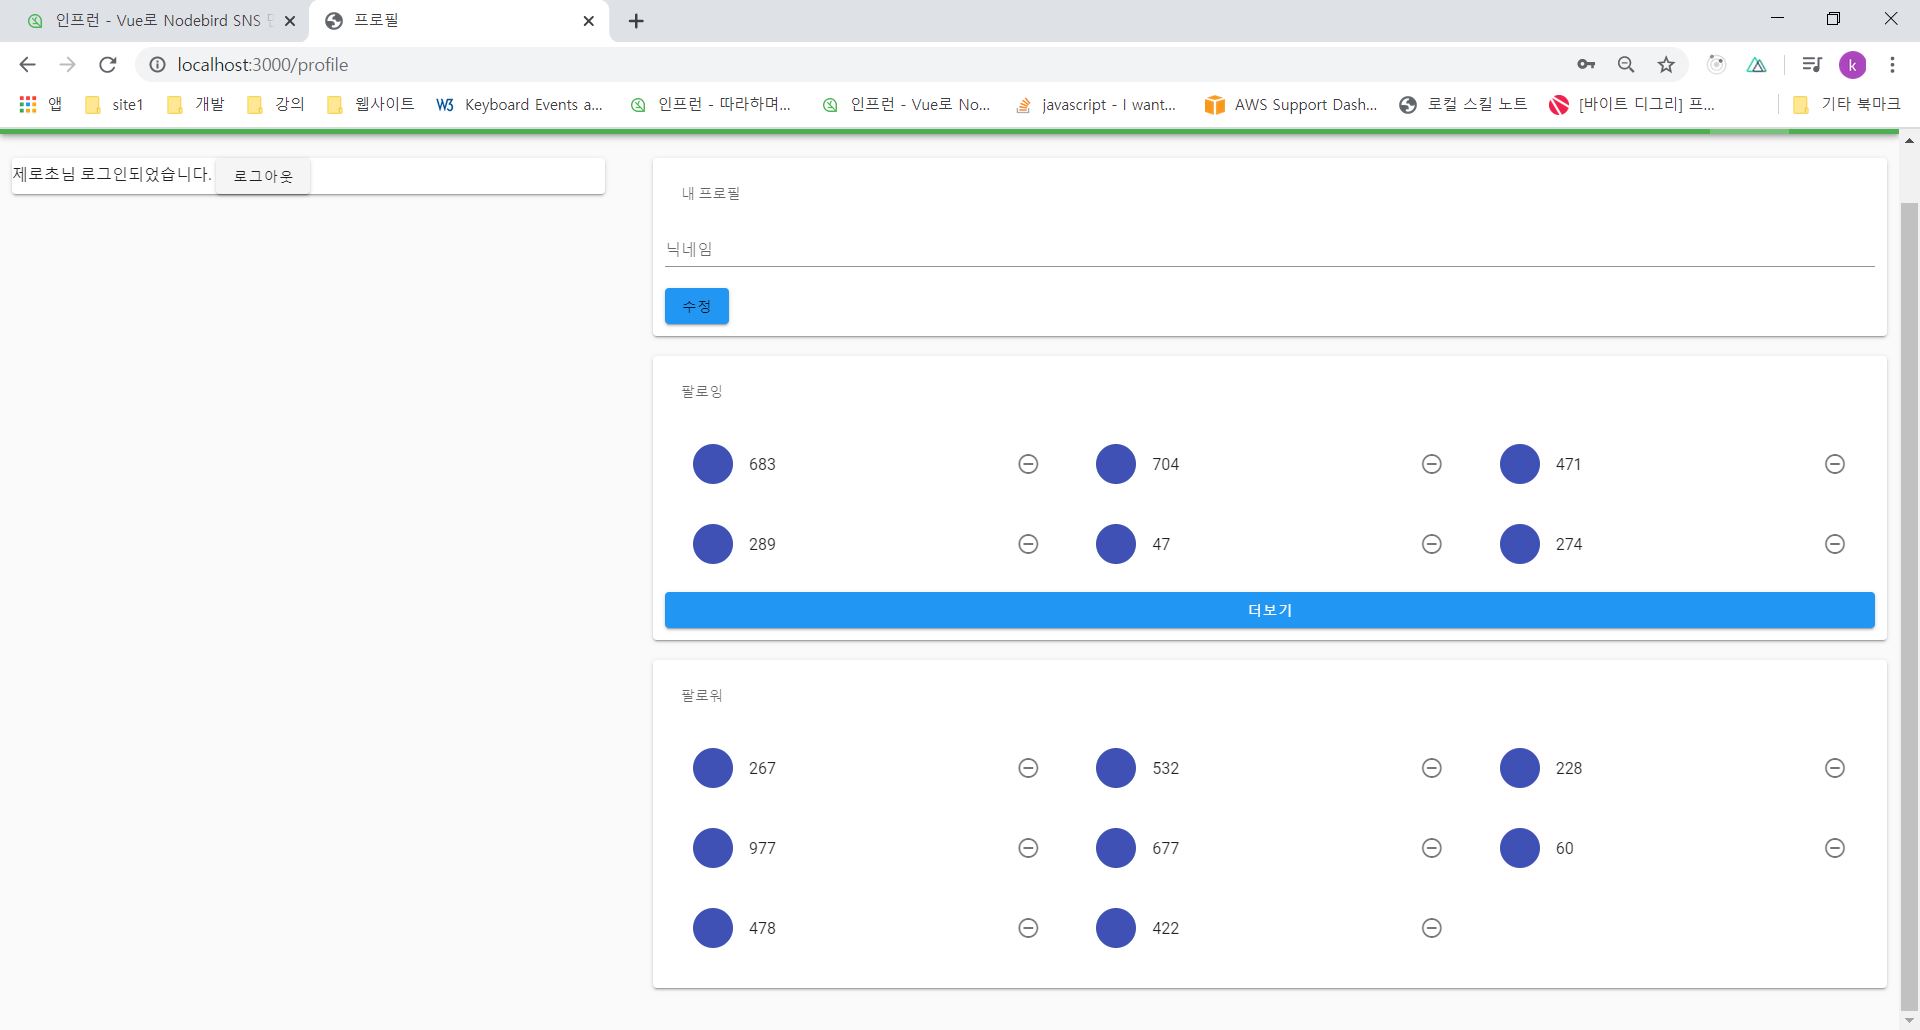 인프런 - Vue로 Nodebird SNS
프로필
localhost:3000/profile
k
앱 site1 개발 강의 웹사이트 W3 Keyboard Events a... 인프런 - 따라하며... 인프런 - Vue로 No... javascript - I want... AWS Support Dash... 로컬 스킬 노트 [바이트 디그리] 프... 기타 북마크
제로초님 로그인되었습니다. 로그아웃
내 프로필
닉네임
수정
팔로잉
683 704 471
289 47 274
더보기
팔로워
267 532 228
977 677 60
478 422